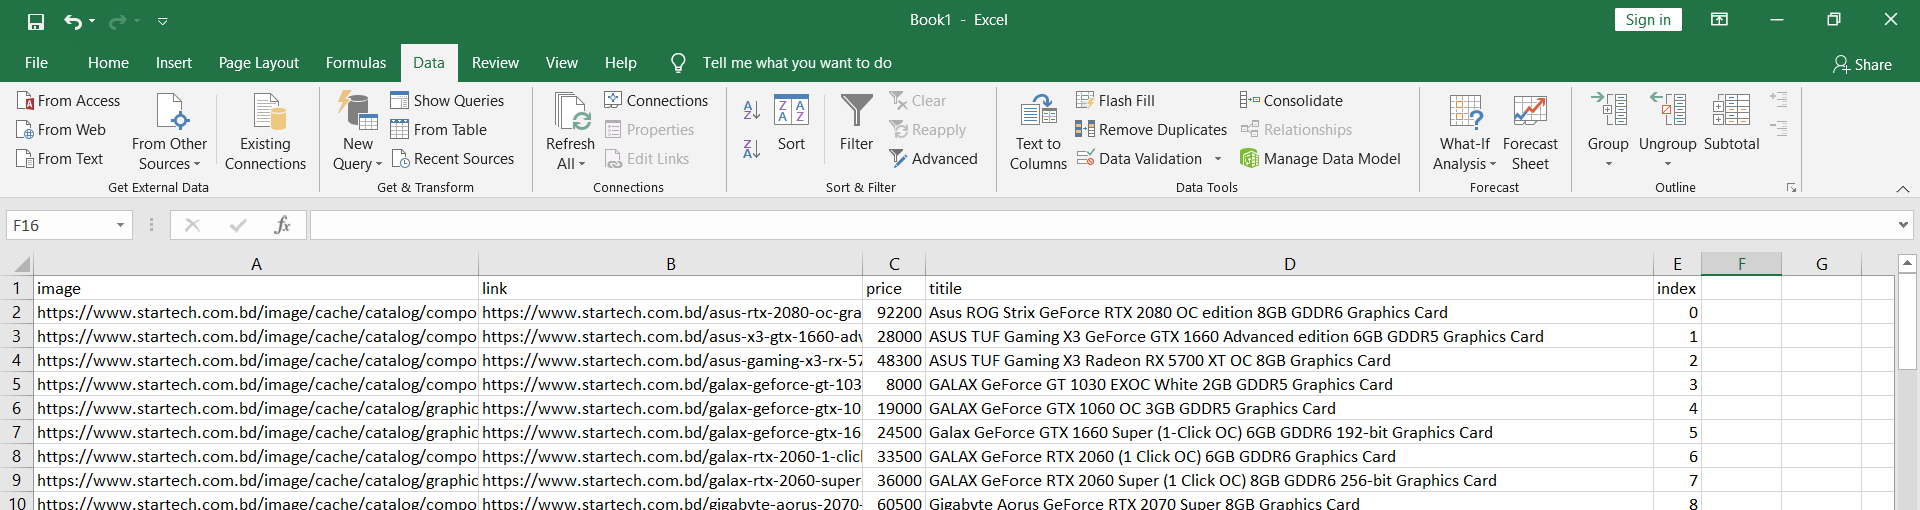 Book1 - Excel
Sign in
File Home Insert Page Layout Formulas Data Review View Help Tell me what you want to do Share
From Access
From Web
From Text
From Other Sources
Existing Connections
Get External Data
New Query
Show Queries
From Table
Recent Sources
Get & Transform
Refresh All
Connections
Properties
Edit Links
Connections
Sort
Filter
Clear
Reapply
Advanced
Sort & Filter
Text to Columns
Flash Fill
Remove Duplicates
Data Validation
Consolidate
Relationships
Manage Data Model
Data Tools
What-If Analysis
Forecast Sheet
Forecast
Group
Ungroup
Subtotal
Outline
F16 fx
A B C D E F G
1 image link price titile index
2 https://www.startech.com.bd/image/cache/catalog/compo https://www.startech.com.bd/asus-rtx-2080-oc-gra 92200 Asus ROG Strix GeForce RTX 2080 OC edition 8GB GDDR6 Graphics Card 0
3 https://www.startech.com.bd/image/cache/catalog/compo https://www.startech.com.bd/asus-x3-gtx-1660-adv 28000 ASUS TUF Gaming X3 GeForce GTX 1660 Advanced edition 6GB GDDR5 Graphics Card 1
4 https://www.startech.com.bd/image/cache/catalog/compo https://www.startech.com.bd/asus-gaming-x3-rx-57 48300 ASUS TUF Gaming X3 Radeon RX 5700 XT OC 8GB Graphics Card 2
5 https://www.startech.com.bd/image/cache/catalog/compo https://www.startech.com.bd/galax-geforce-gt-103 8000 GALAX GeForce GT 1030 EXOC White 2GB GDDR5 Graphics Card 3
6 https://www.startech.com.bd/image/cache/catalog/graphic https://www.startech.com.bd/galax-geforce-gtx-10 19000 GALAX GeForce GTX 1060 OC 3GB GDDR5 Graphics Card 4
7 https://www.startech.com.bd/image/cache/catalog/graphic https://www.startech.com.bd/galax-geforce-gtx-16 24500 Galax GeForce GTX 1660 Super (1-Click OC) 6GB GDDR6 192-bit Graphics Card 5
8 https://www.startech.com.bd/image/cache/catalog/compo https://www.startech.com.bd/galax-rtx-2060-1-click 33500 GALAX GeForce RTX 2060 (1 Click OC) 6GB GDDR6 Graphics Card 6
9 https://www.startech.com.bd/image/cache/catalog/graphic https://www.startech.com.bd/galax-rtx-2060-super 36000 GALAX GeForce RTX 2060 Super (1 Click OC) 8GB GDDR6 256-bit Graphics Card 7
10 https://www.startech.com.bd/image/cache/catalog/compo https://www.startech.com.bd/gigabyte-aorus-2070- 60500 Gigabyte Aorus GeForce RTX 2070 Super 8GB Graphics Card 8